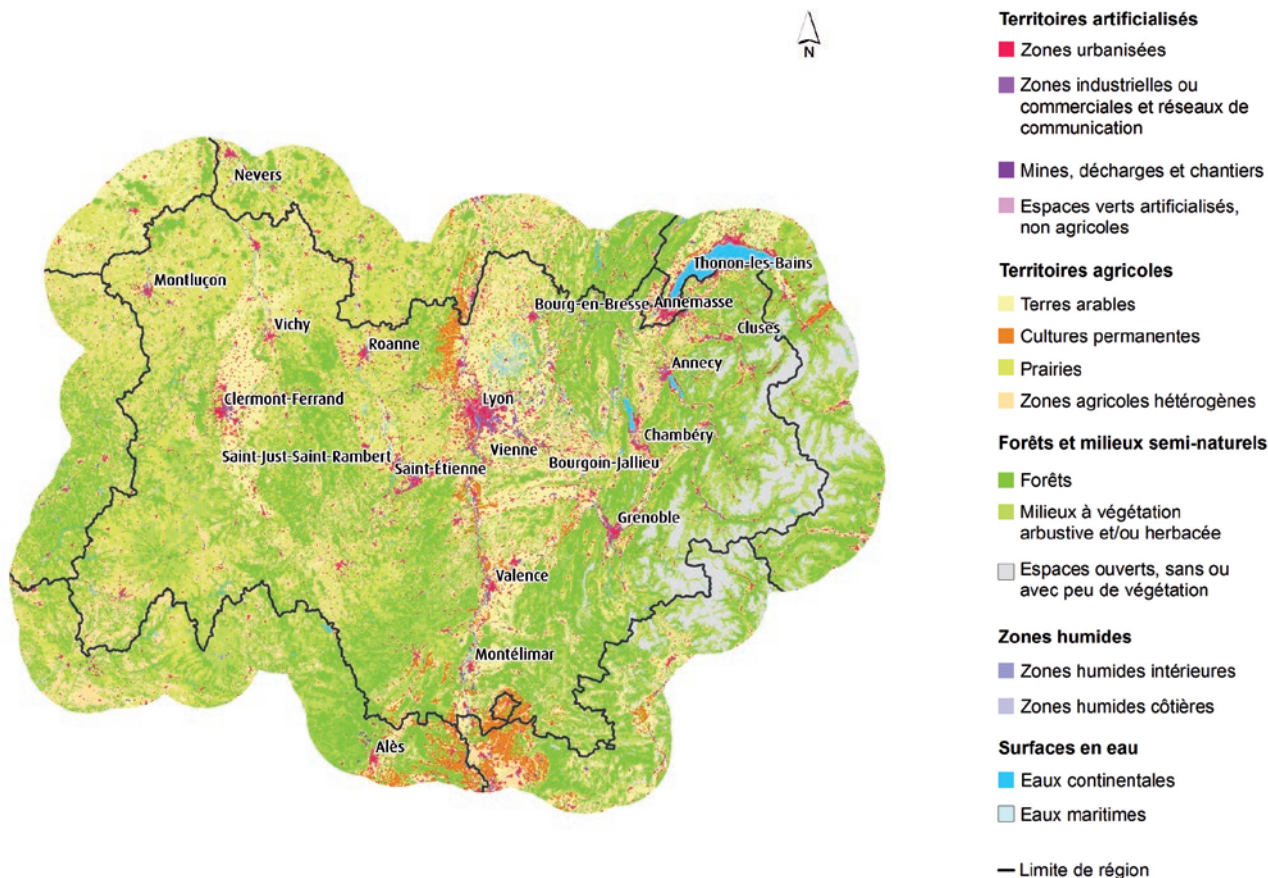 N
Nevers
Montluçon
Vichy
Roanne
Clermont-Ferrand
Saint-Just-Saint-Rambert
Saint-Étienne
Lyon
Vienne
Bourgoin-Jallieu
Bourg-en-Bresse
Thonon-les-Bains
Annemasse
Cluses
Annecy
Chambéry
Grenoble
Valence
Montélimar
Alès
Territoires artificialisés
Zones urbanisées
Zones industrielles ou
commerciales et réseaux de
communication
Mines, décharges et chantiers
Espaces verts artificialisés,
non agricoles
Territoires agricoles
Terres arables
Cultures permanentes
Prairies
Zones agricoles hétérogènes
Forêts et milieux semi-naturels
Forêts
Milieux à végétation
arbustive et/ou herbacée
Espaces ouverts, sans ou
avec peu de végétation
Zones humides
Zones humides intérieures
Zones humides côtières
Surfaces en eau
Eaux continentales
Eaux maritimes
Limite de région